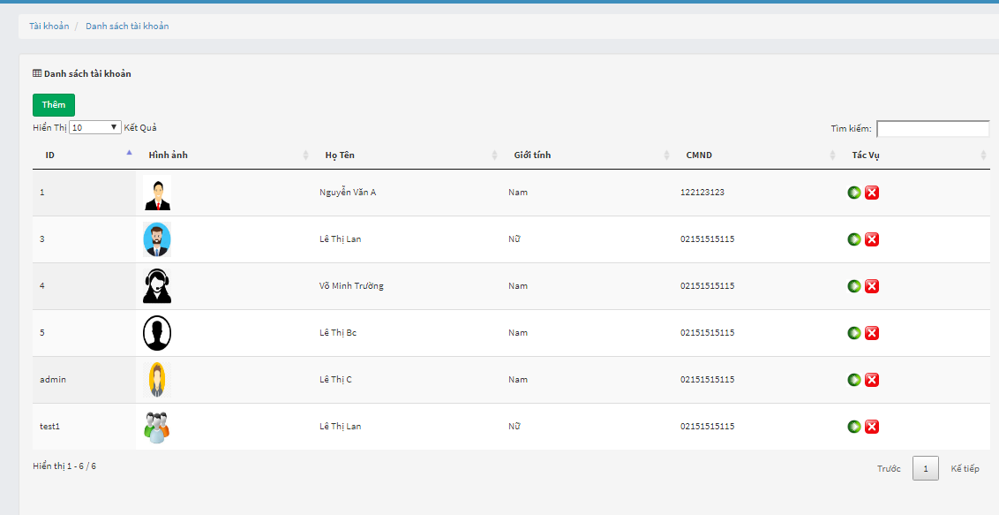 Tài khoản / Danh sách tài khoản
Danh sách tài khoản
Thêm
Hiển Thị 10 Kết Quả
Tìm kiếm:
ID Hình ảnh Họ Tên Giới tính CMND Tác Vụ
1 Nguyễn Văn A Nam 122123123
3 Lê Thị Lan Nữ 02151515115
4 Võ Minh Trường Nam 02151515115
5 Lê Thị Bc Nam 02151515115
admin Lê Thị C Nam 02151515115
test1 Lê Thị Lan Nữ 02151515115
Hiển thị 1 - 6 / 6
Trước 1 Kế tiếp